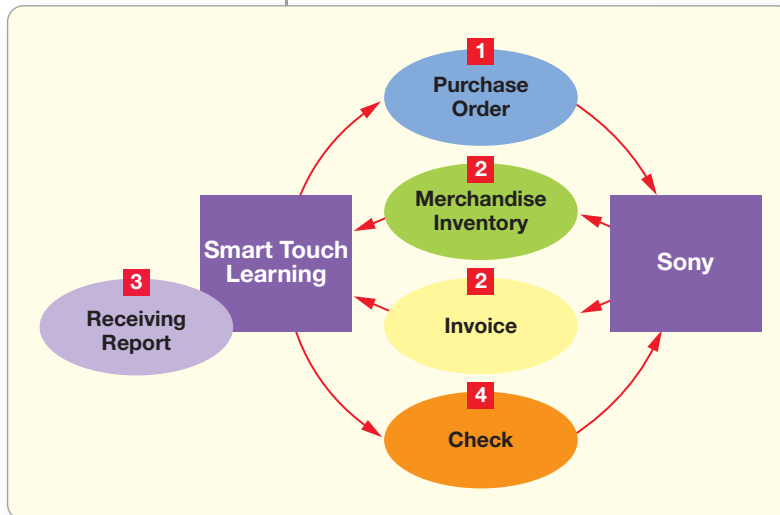 1
Purchase
Order
2
Merchandise
Inventory
Smart Touch
Learning
Sony
3
Receiving
Report
2
Invoice
4
Check